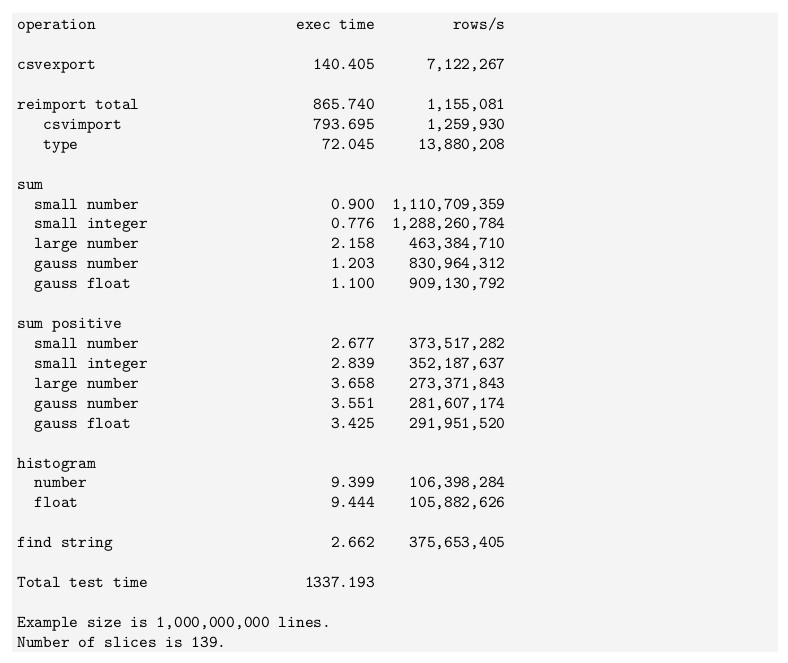 operation exec time rows/s
csvexport 140.405 7,122,267
reimport total 865.740 1,155,081
csvimport 793.695 1,259,930
type 72.045 13,880,208
sum
small number 0.900 1,110,709,359
small integer 0.776 1,288,260,784
large number 2.158 463,384,710
gauss number 1.203 830,964,312
gauss float 1.100 909,130,792
sum positive
small number 2.677 373,517,282
small integer 2.839 352,187,637
large number 3.658 273,371,843
gauss number 3.551 281,607,174
gauss float 3.425 291,951,520
histogram
number 9.399 106,398,284
float 9.444 105,882,626
find string 2.662 375,653,405
Total test time 1337.193
Example size is 1,000,000,000 lines.
Number of slices is 139.